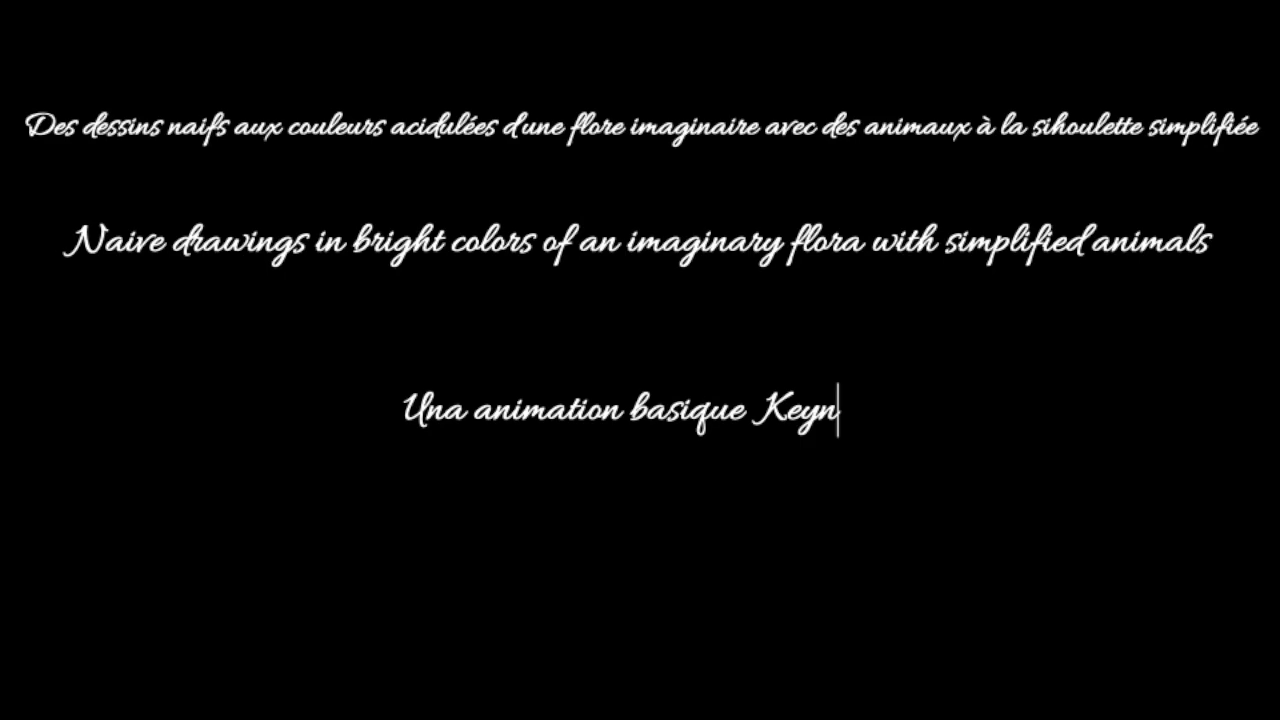 Des dessins naifs aux couleurs acidulées d'une flore imaginaire avec des animaux à la sihoulette simplifiée
Naive drawings in bright colors of an imaginary flora with simplified animals
Una animation basique Keyn